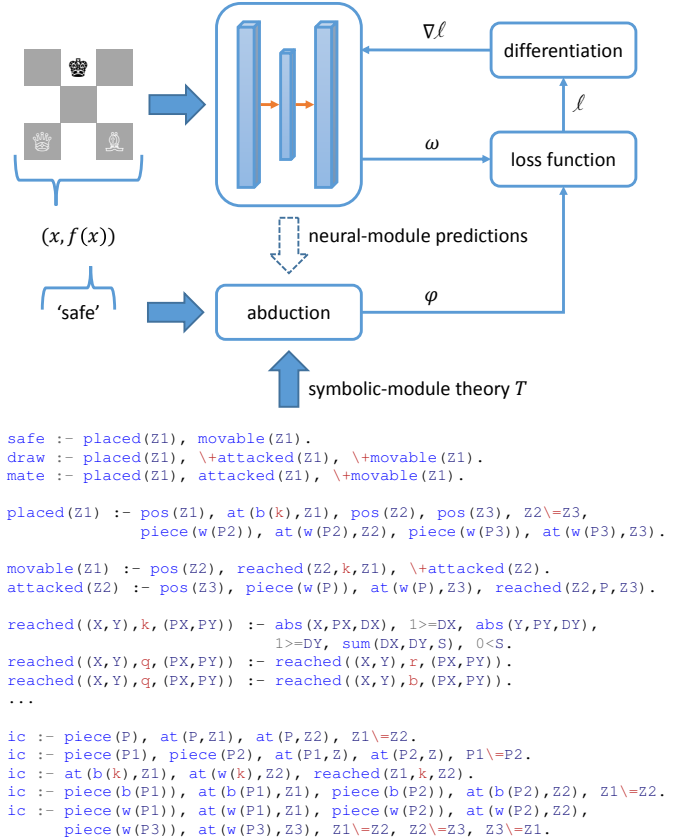 ∇ℓ
differentiation
ℓ
ω
loss function
(x, f(x))
neural-module predictions
'safe'
abduction
φ
symbolic-module theory T
safe :- placed(Z1), movable(Z1).
draw :- placed(Z1), \+attacked(Z1), \+movable(Z1).
mate :- placed(Z1), attacked(Z1), \+movable(Z1).
placed(Z1) :- pos(Z1), at(b(k),Z1), pos(Z2), pos(Z3), Z2\=Z3,
piece(w(P2)), at(w(P2),Z2), piece(w(P3)), at(w(P3),Z3).
movable(Z1) :- pos(Z2), reached(Z2,k,Z1), \+attacked(Z2).
attacked(Z2) :- pos(Z3), piece(w(P)), at(w(P),Z3), reached(Z2,P,Z3).
reached((X,Y),k,(PX,PY)) :- abs(X,PX,DX), 1>=DX, abs(Y,PY,DY),
1>=DY, sum(DX,DY,S), 0<S.
reached((X,Y),q,(PX,PY)) :- reached((X,Y),r,(PX,PY)).
reached((X,Y),q,(PX,PY)) :- reached((X,Y),b,(PX,PY)).
...
ic :- piece(P), at(P,Z1), at(P,Z2), Z1\=Z2.
ic :- piece(P1), piece(P2), at(P1,Z), at(P2,Z), P1\=P2.
ic :- at(b(k),Z1), at(w(k),Z2), reached(Z1,k,Z2).
ic :- piece(b(P1)), at(b(P1),Z1), piece(b(P2)), at(b(P2),Z2), Z1\=Z2.
ic :- piece(w(P1)), at(w(P1),Z1), piece(w(P2)), at(w(P2),Z2),
piece(w(P3)), at(w(P3),Z3), Z1\=Z2, Z2\=Z3, Z3\=Z1.